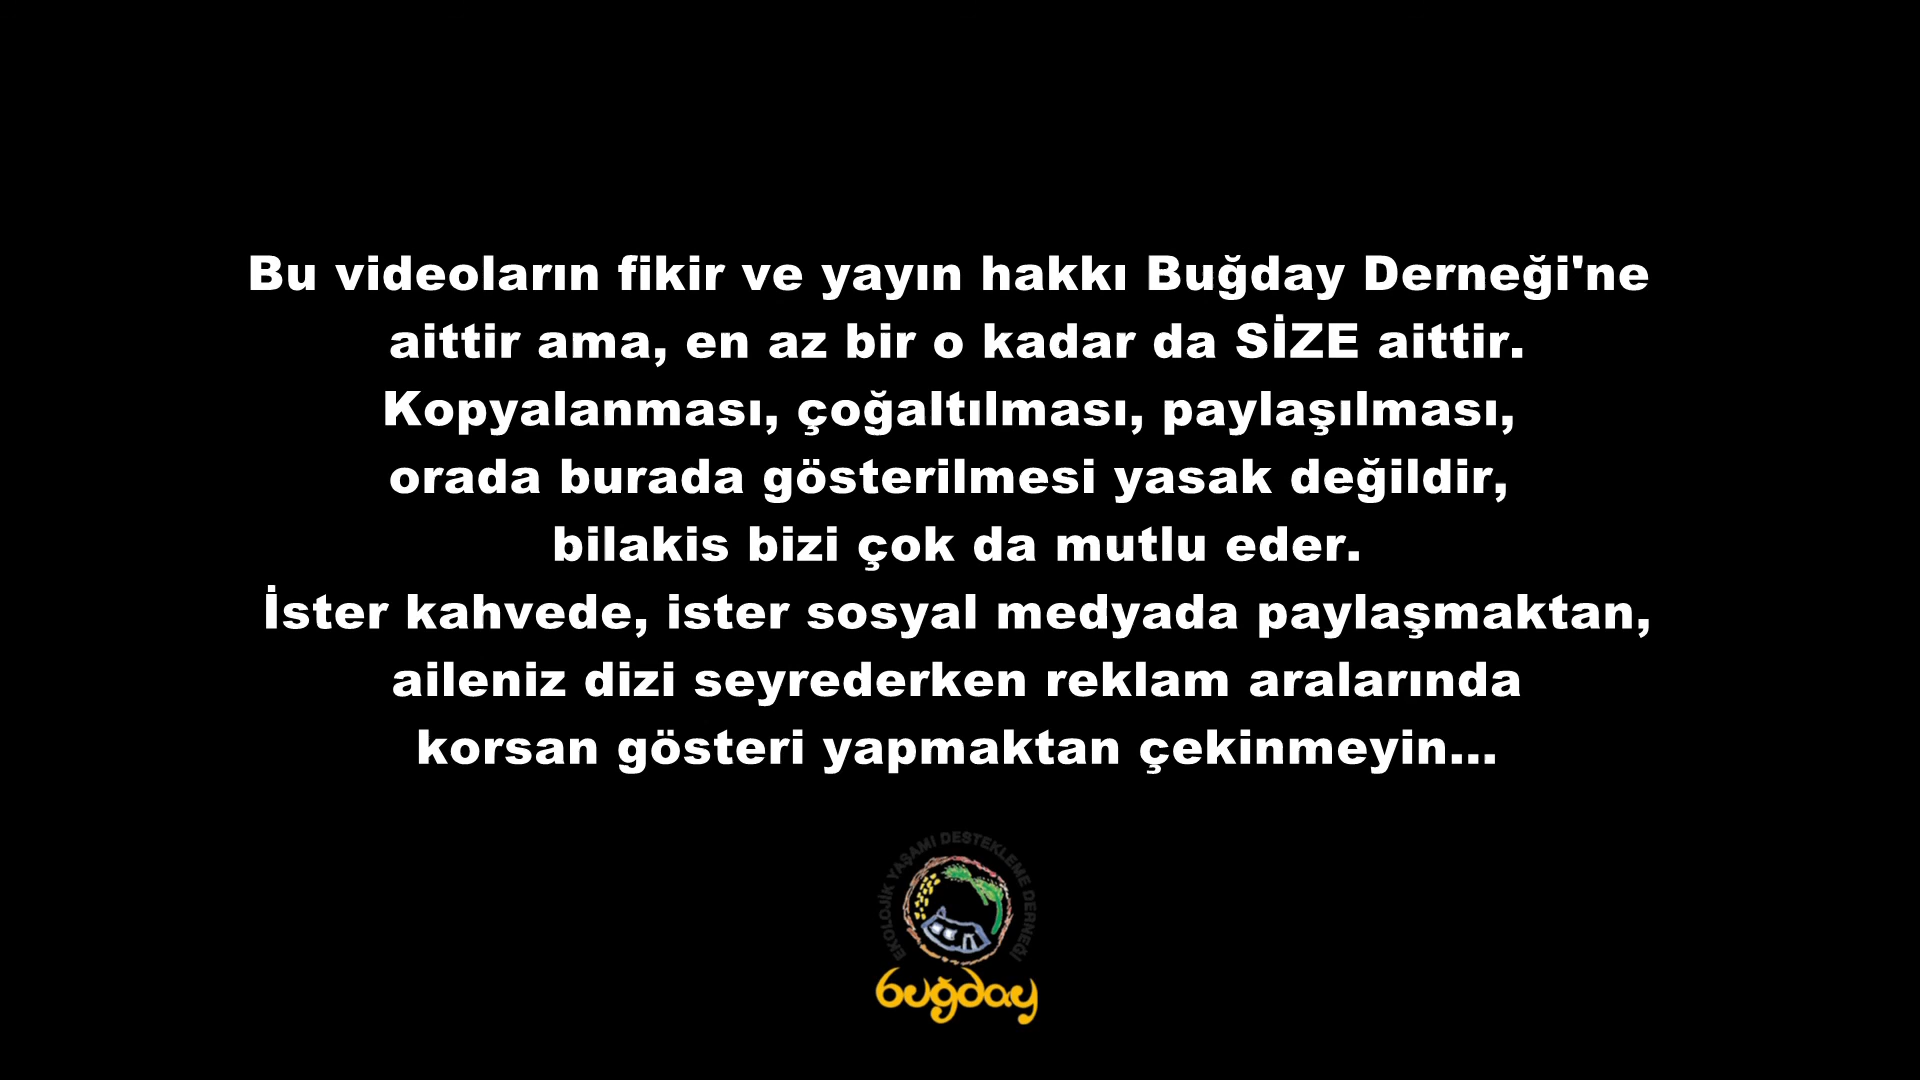 Bu videoların fikir ve yayın hakkı Buğday Derneği'ne
aittir ama, en az bir o kadar da SİZE aittir.
Kopyalanması, çoğaltılması, paylaşılması,
orada burada gösterilmesi yasak değildir,
bilakis bizi çok da mutlu eder.
İster kahvede, ister sosyal medyada paylaşmaktan,
aileniz dizi seyrederken reklam aralarında
korsan gösteri yapmaktan çekinmeyin...
EKOLOJİK YAŞAMI DESTEKLEME DERNEĞİ
buğday